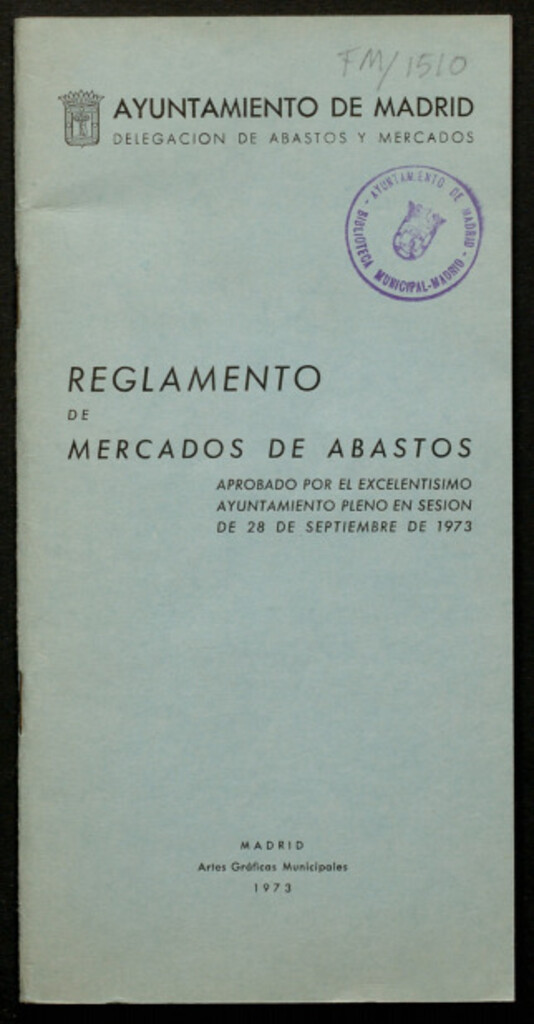 FM/1510
AYUNTAMIENTO DE MADRID
DELEGACION DE ABASTOS Y MERCADOS
- AYUNTAMIENTO DE MADRID -
BIBLIOTECA MUNICIPAL-MADRID
REGLAMENTO
DE
MERCADOS DE ABASTOS
APROBADO POR EL EXCELENTISIMO
AYUNTAMIENTO PLENO EN SESION
DE 28 DE SEPTIEMBRE DE 1973
MADRID
Artes Gráficas Municipales
1973